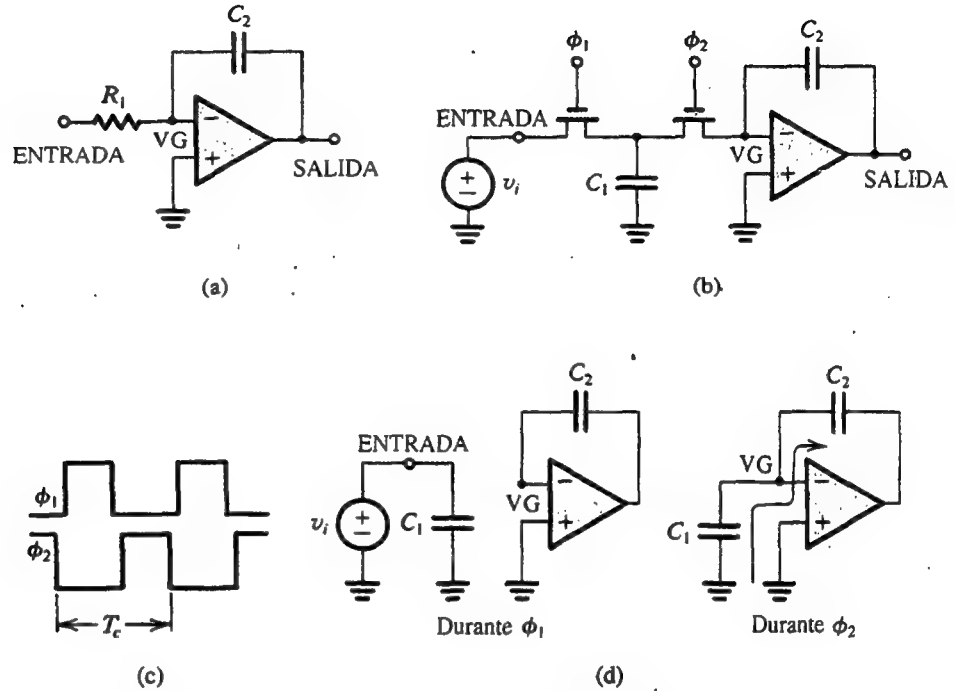 C₂
R₁
−
VG
+
ENTRADA
SALIDA
(a)
ϕ₁
ϕ₂
C₂
ENTRADA
−
VG
+
−
vᵢ
C₁
+
SALIDA
(b)
ϕ₁
ϕ₂
T_c
(c)
C₂
ENTRADA
VG
−
+
−
vᵢ
C₁
+
Durante ϕ₁
C₂
VG
−
C₁
+
Durante ϕ₂
(d)